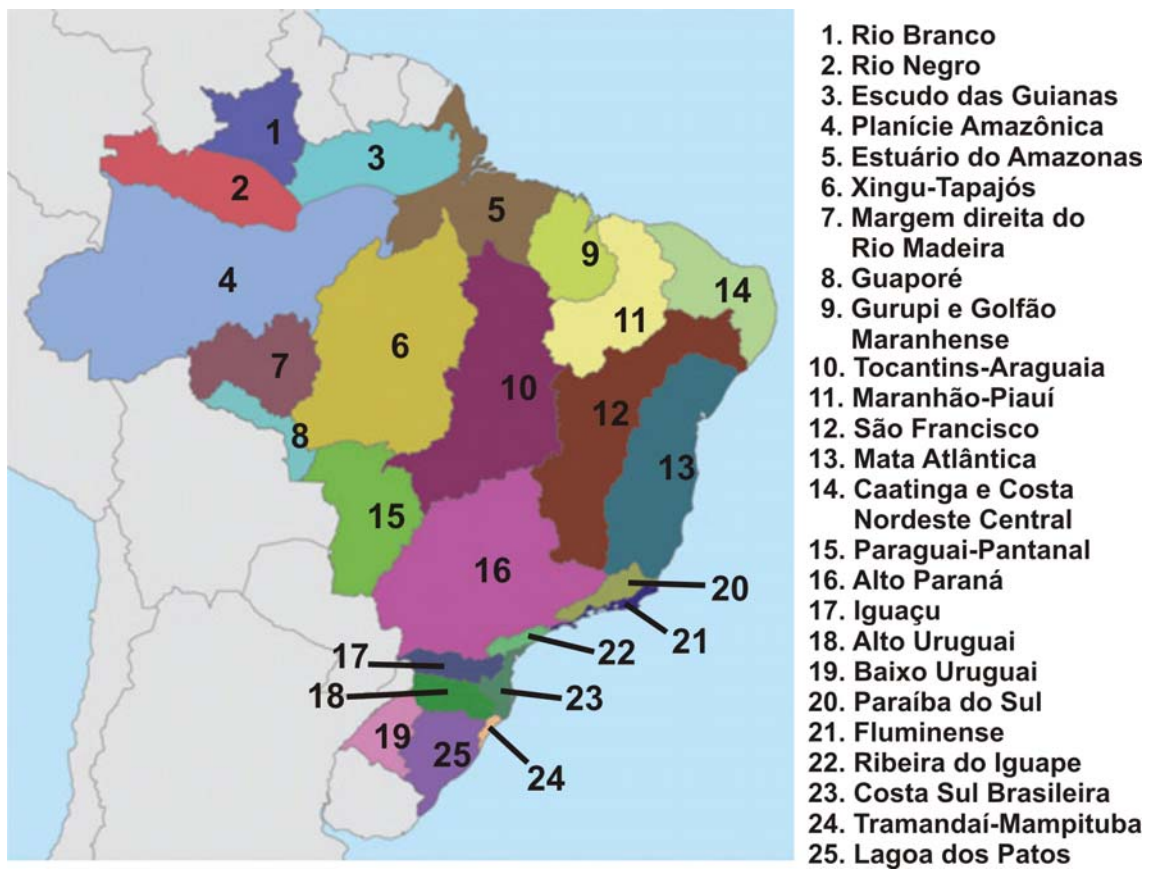 1
2
3
4
5
6
7
8
9
10
11
12
13
14
15
16
17
18
19
20
21
22
23
24
25
1. Rio Branco
2. Rio Negro
3. Escudo das Guianas
4. Planície Amazônica
5. Estuário do Amazonas
6. Xingu-Tapajós
7. Margem direita do
Rio Madeira
8. Guaporé
9. Gurupi e Golfão
Maranhense
10. Tocantins-Araguaia
11. Maranhão-Piauí
12. São Francisco
13. Mata Atlântica
14. Caatinga e Costa
Nordeste Central
15. Paraguai-Pantanal
16. Alto Paraná
17. Iguaçu
18. Alto Uruguai
19. Baixo Uruguai
20. Paraíba do Sul
21. Fluminense
22. Ribeira do Iguape
23. Costa Sul Brasileira
24. Tramandaí-Mampituba
25. Lagoa dos Patos